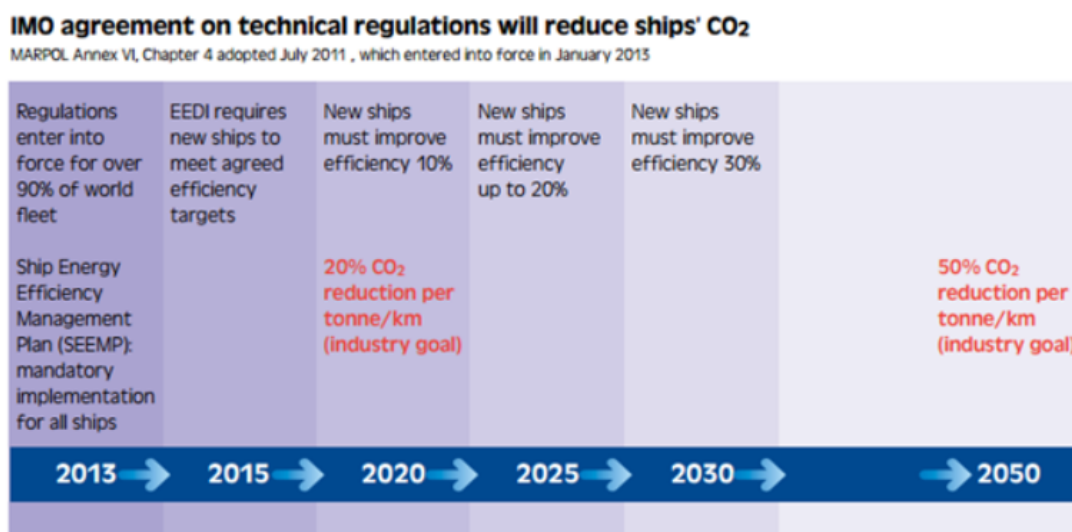 IMO agreement on technical regulations will reduce ships' CO2
MARPOL Annex VI, Chapter 4 adopted July 2011 , which entered into force in January 2013
Regulations
enter into
force for over
90% of world
fleet
Ship Energy
Efficiency
Management
Plan (SEEMP):
mandatory
implementation
for all ships
EEDI requires
new ships to
meet agreed
efficiency
targets
New ships
must improve
efficiency 10%
20% CO2
reduction per
tonne/km
(industry goal)
New ships
must improve
efficiency
up to 20%
New ships
must improve
efficiency 30%
50% CO2
reduction per
tonne/km
(industry goal)
2013 2015 2020 2025 2030 2050